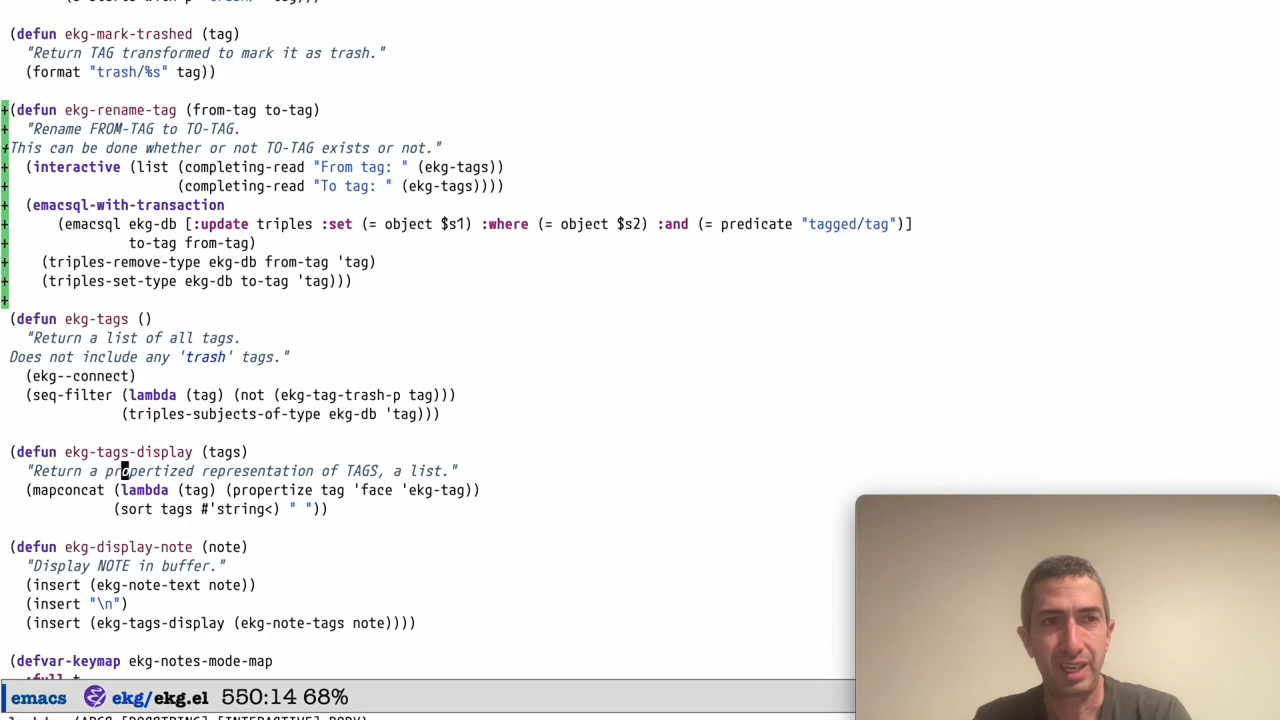 (defun ekg-mark-trashed (tag)
"Return TAG transformed to mark it as trash."
(format "trash/%s" tag))
+(defun ekg-rename-tag (from-tag to-tag)
+ "Rename FROM-TAG to TO-TAG.
+This can be done whether or not TO-TAG exists or not."
+ (interactive (list (completing-read "From tag: " (ekg-tags))
+ (completing-read "To tag: " (ekg-tags))))
+ (emacsql-with-transaction
+ (emacsql ekg-db [:update triples :set (= object $s1) :where (= object $s2) :and (= predicate "tagged/tag")]
+ to-tag from-tag)
+ (triples-remove-type ekg-db from-tag 'tag)
+ (triples-set-type ekg-db to-tag 'tag)))
+
(defun ekg-tags ()
"Return a list of all tags.
Does not include any 'trash' tags."
(ekg--connect)
(seq-filter (lambda (tag) (not (ekg-tag-trash-p tag)))
(triples-subjects-of-type ekg-db 'tag)))
(defun ekg-tags-display (tags)
"Return a propertized representation of TAGS, a list."
(mapconcat (lambda (tag) (propertize tag 'face 'ekg-tag))
(sort tags #'string<) " "))
(defun ekg-display-note (note)
"Display NOTE in buffer."
(insert (ekg-note-text note))
(insert "\n")
(insert (ekg-tags-display (ekg-note-tags note))))
(defvar-keymap ekg-notes-mode-map
emacs ekg/ekg.el 550:14 68%